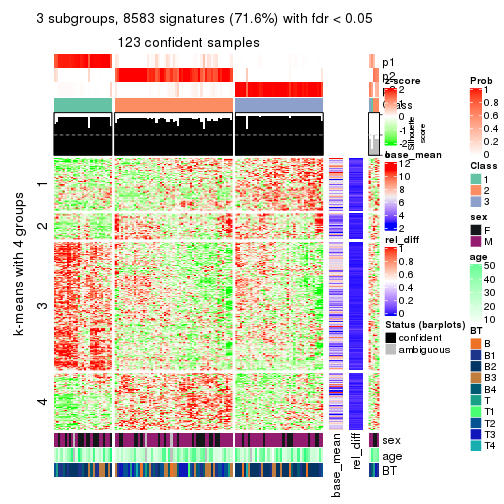 3 subgroups, 8583 signatures (71.6%) with fdr < 0.05
123 confident samples
p1
p2
z-score
2
1
0
-1
-2
Silhouette
score
Prob
1
0.8
0.6
0.4
0.2
0
Class
1
2
3
sex
F
M
age
50
40
30
20
10
BT
B
B1
B2
B3
B4
T
T1
T2
T3
T4
base_mean
12
10
8
6
4
2
rel_diff
1
0.8
0.6
0.4
0.2
0
Status (barplots)
confident
ambiguous
k-means with 4 groups
1
2
3
4
base_mean
rel_diff
sex
age
BT